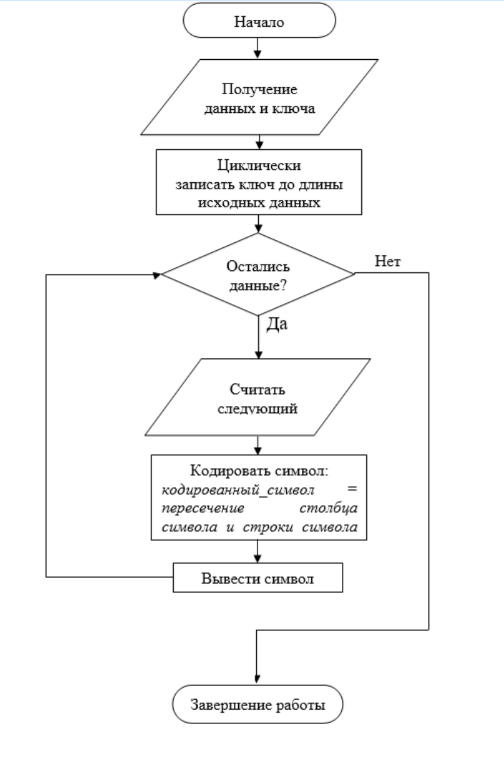 Начало
Получение
данных и ключа
Циклически
записать ключ до длины
исходных данных
Остались
данные?
Нет
Да
Считать
следующий
Кодировать символ:
кодированный_символ =
пересечение столбца
символа и строки символа
Вывести символ
Завершение работы